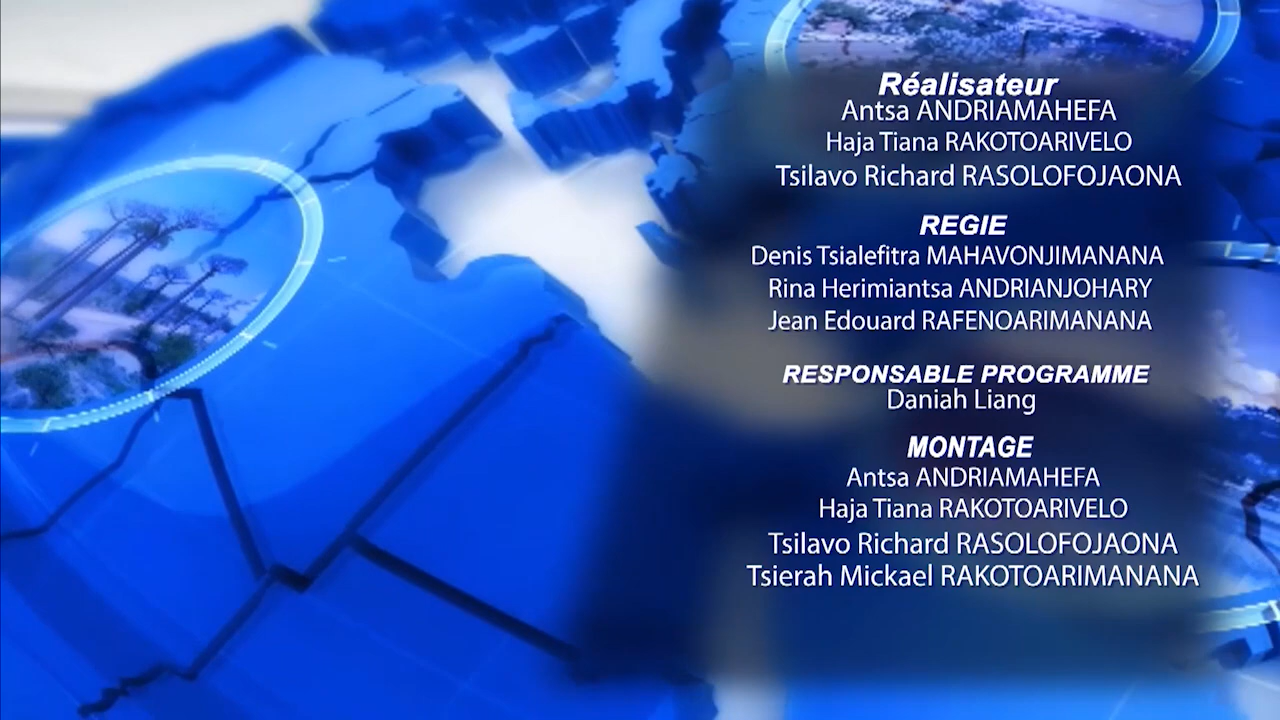 Réalisateur
Antsa ANDRIAMAHEFA
Haja Tiana RAKOTOARIVELO
Tsilavo Richard RASOLOFOJAONA
REGIE
Denis Tsialefitra MAHAVONJIMANANA
Rina Herimiantsa ANDRIANJOHARY
Jean Edouard RAFENOARIMANANA
RESPONSABLE PROGRAMME
Daniah Liang
MONTAGE
Antsa ANDRIAMAHEFA
Haja Tiana RAKOTOARIVELO
Tsilavo Richard RASOLOFOJAONA
Tsierah Mickael RAKOTOARIMANANA